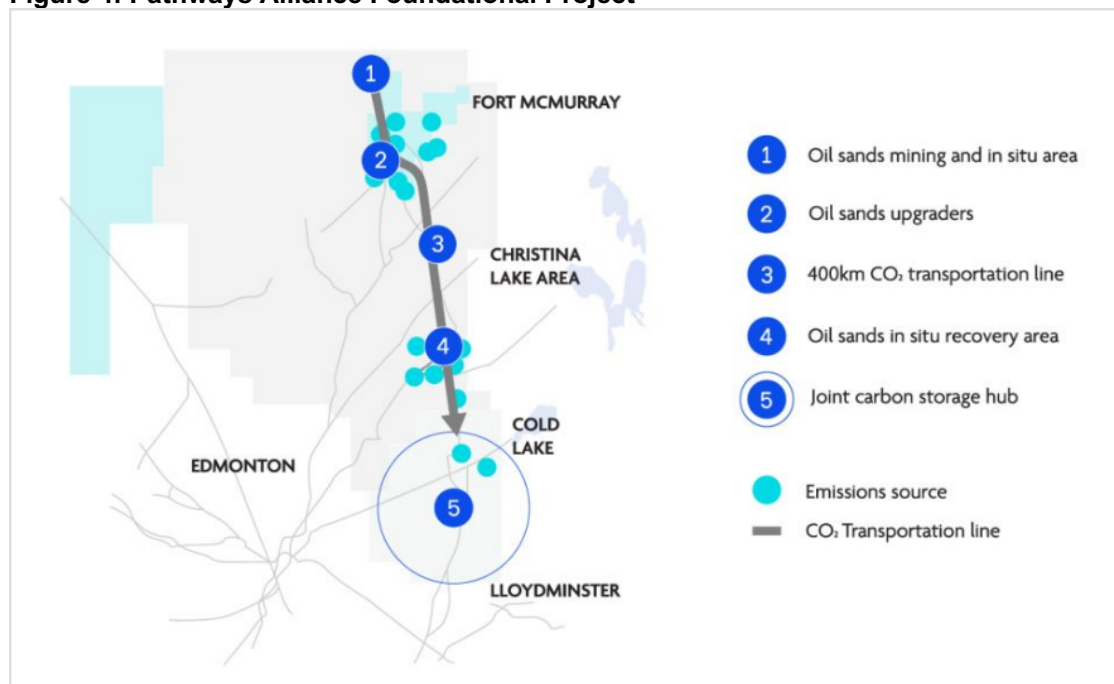 Figure 4: Pathways Alliance Foundational Project
1
FORT MCMURRAY
2
3
CHRISTINA
LAKE AREA
4
COLD
LAKE
EDMONTON
5
LLOYDMINSTER
1 Oil sands mining and in situ area
2 Oil sands upgraders
3 400km CO₂ transportation line
4 Oil sands in situ recovery area
5 Joint carbon storage hub
Emissions source
CO₂ Transportation line